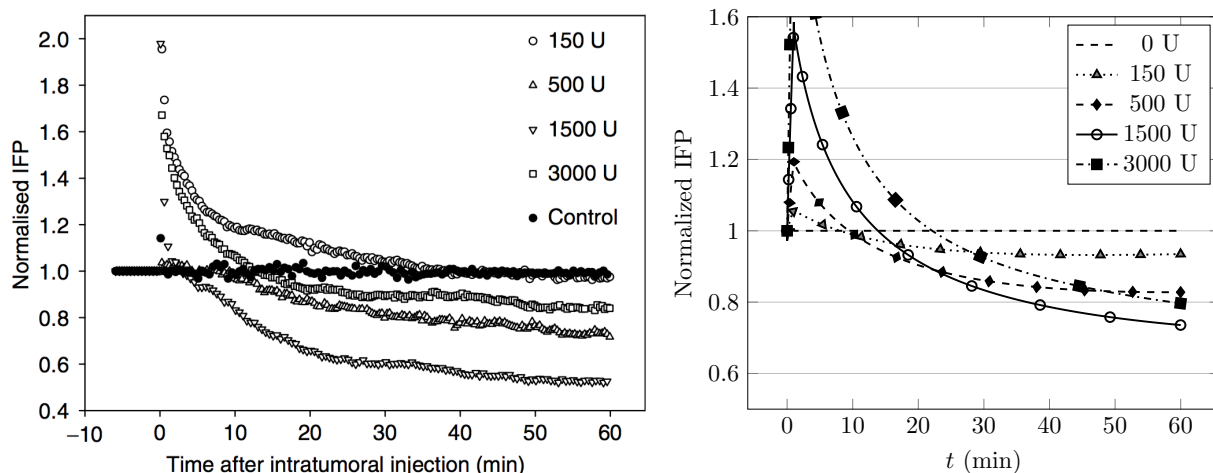 2.0
1.8
1.6
1.4
1.2
1.0
0.8
0.6
0.4
−10
0
10
20
30
40
50
60
Normalised IFP
Time after intratumoral injection (min)
150 U
500 U
1500 U
3000 U
Control
1.6
1.4
1.2
1
0.8
0.6
0
10
20
30
40
50
60
Normalized IFP
t (min)
0 U
150 U
500 U
1500 U
3000 U